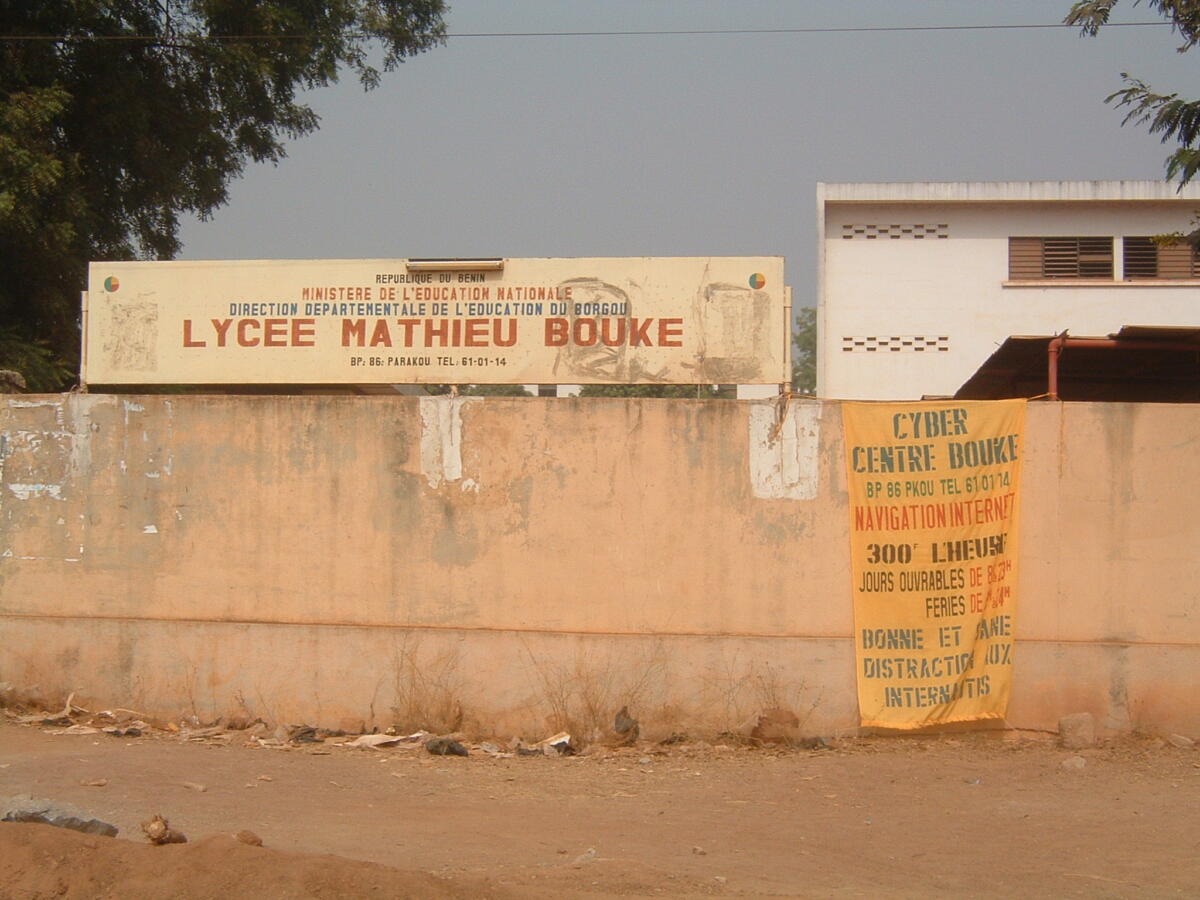 REPUBLIQUE DU BENIN
MINISTERE DE L'EDUCATION NATIONALE
DIRECTION DEPARTEMENTALE DE L'EDUCATION DU BORGOU
LYCEE MATHIEU BOUKE
BP: 86: PARAKOU TEL: 61-01-14
CYBER
CENTRE BOUKE
BP 86 PKOU TEL 61 01 14
NAVIGATION INTERNET
300F L'HEURE
JOURS OUVRABLES DE
FERIES DE
BONNE ET
DISTRACTION AUX